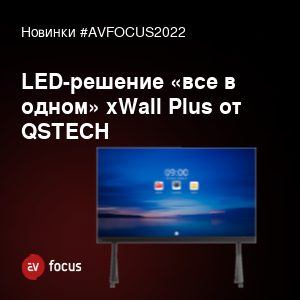 Новинки #AVFOCUS2022
LED-решение «все в
одном» xWall Plus от
QSTECH
AV focus